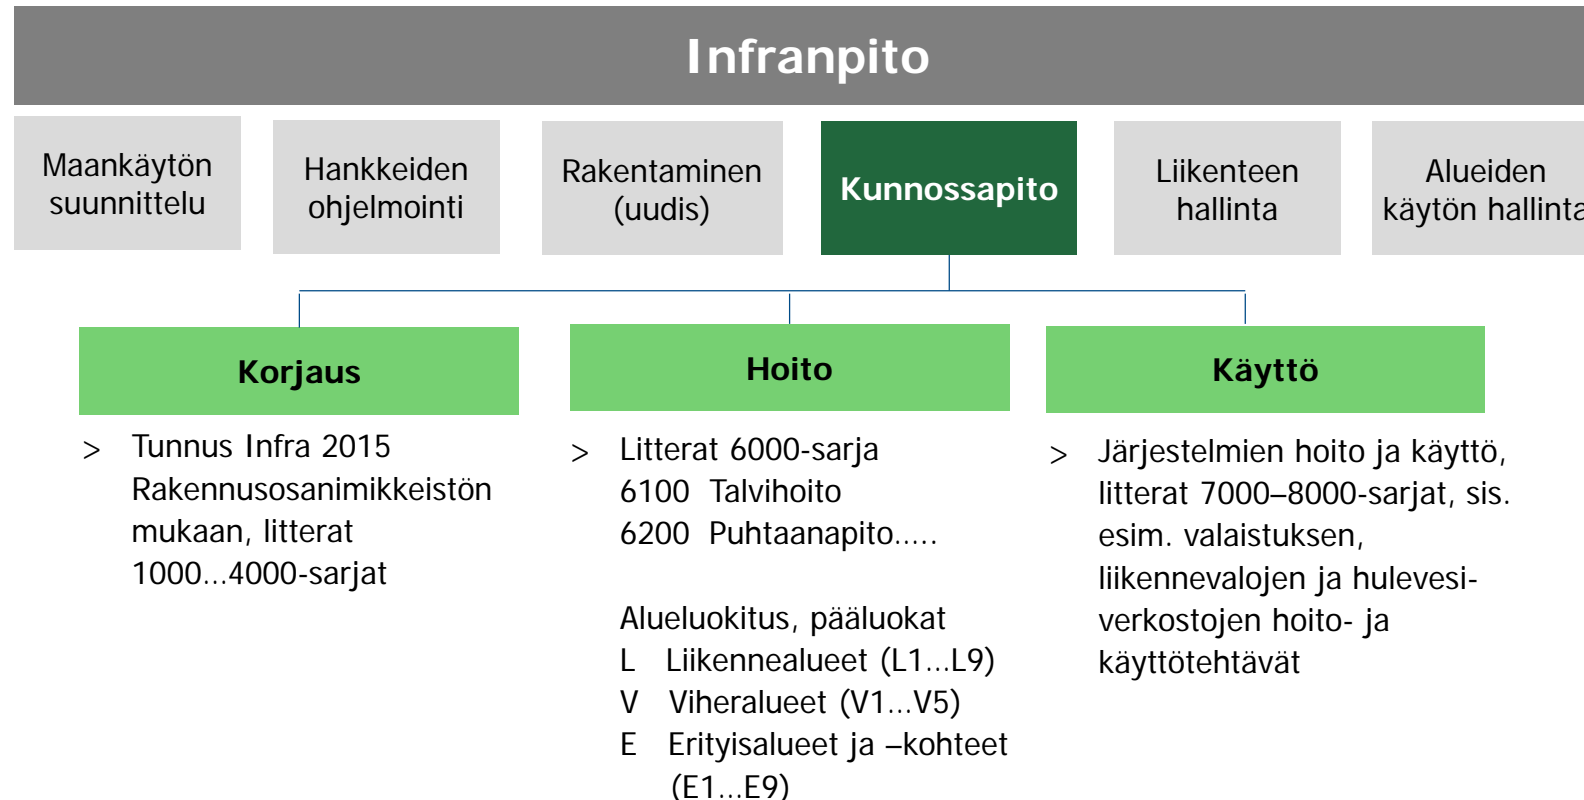 Infranpito
Maankäytön
suunnittelu
Hankkeiden
ohjelmointi
Rakentaminen
(uudis)
Kunnossapito
Liikenteen
hallinta
Alueiden
käytön hallinta
Korjaus
> Tunnus Infra 2015
Rakennusosanimikkeistön
mukaan, litterat
1000...4000-sarjat
Hoito
> Litterat 6000-sarja
6100 Talvihoito
6200 Puhtaanapito.....
Alueluokitus, pääluokat
L Liikennealueet (L1...L9)
V Viheralueet (V1...V5)
E Erityisalueet ja –kohteet
(E1...E9)
Käyttö
> Järjestelmien hoito ja käyttö,
litterat 7000–8000-sarjat, sis.
esim. valaistuksen,
liikennevalojen ja hulevesi-
verkostojen hoito- ja
käyttötehtävät